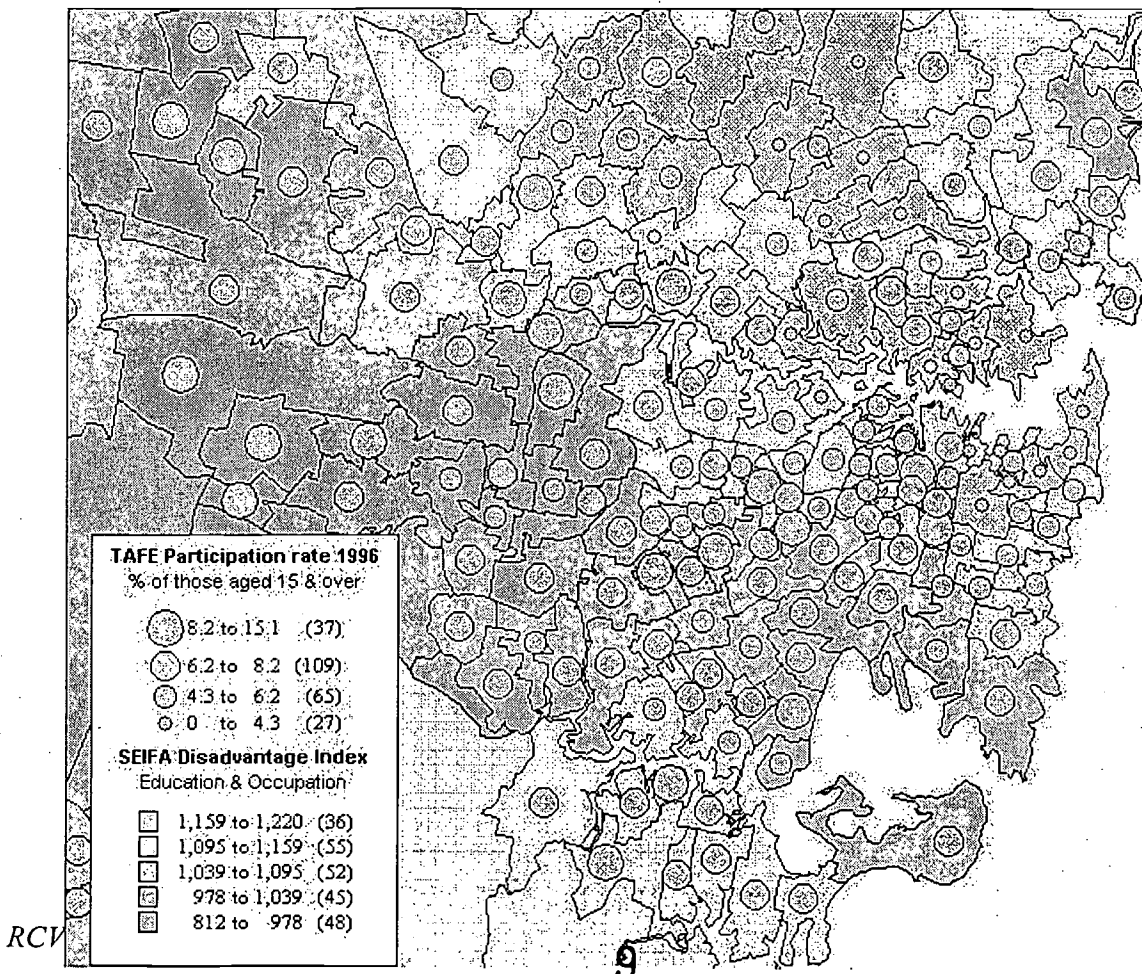 TAFE Participation rate 1996
% of those aged 15 & over
8.2 to 15.1 (37)
6.2 to 8.2 (109)
4.3 to 6.2 (65)
0 to 4.3 (27)
SEIFA Disadvantage Index
Education & Occupation
1,159 to 1,220 (36)
1,095 to 1,159 (55)
1,039 to 1,095 (52)
978 to 1,039 (45)
812 to 978 (48)
RCV
9